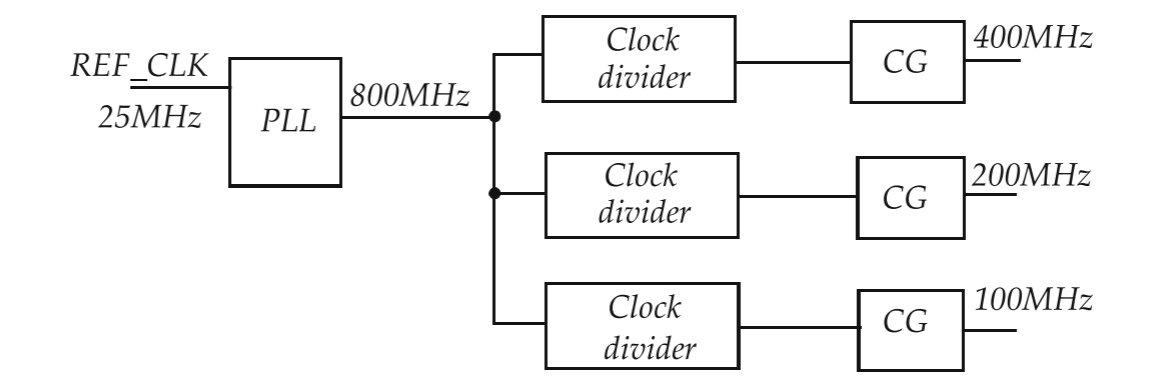 REF_CLK
25MHz
PLL
800MHz
Clock
divider
CG
400MHz
Clock
divider
CG
200MHz
Clock
divider
CG
100MHz